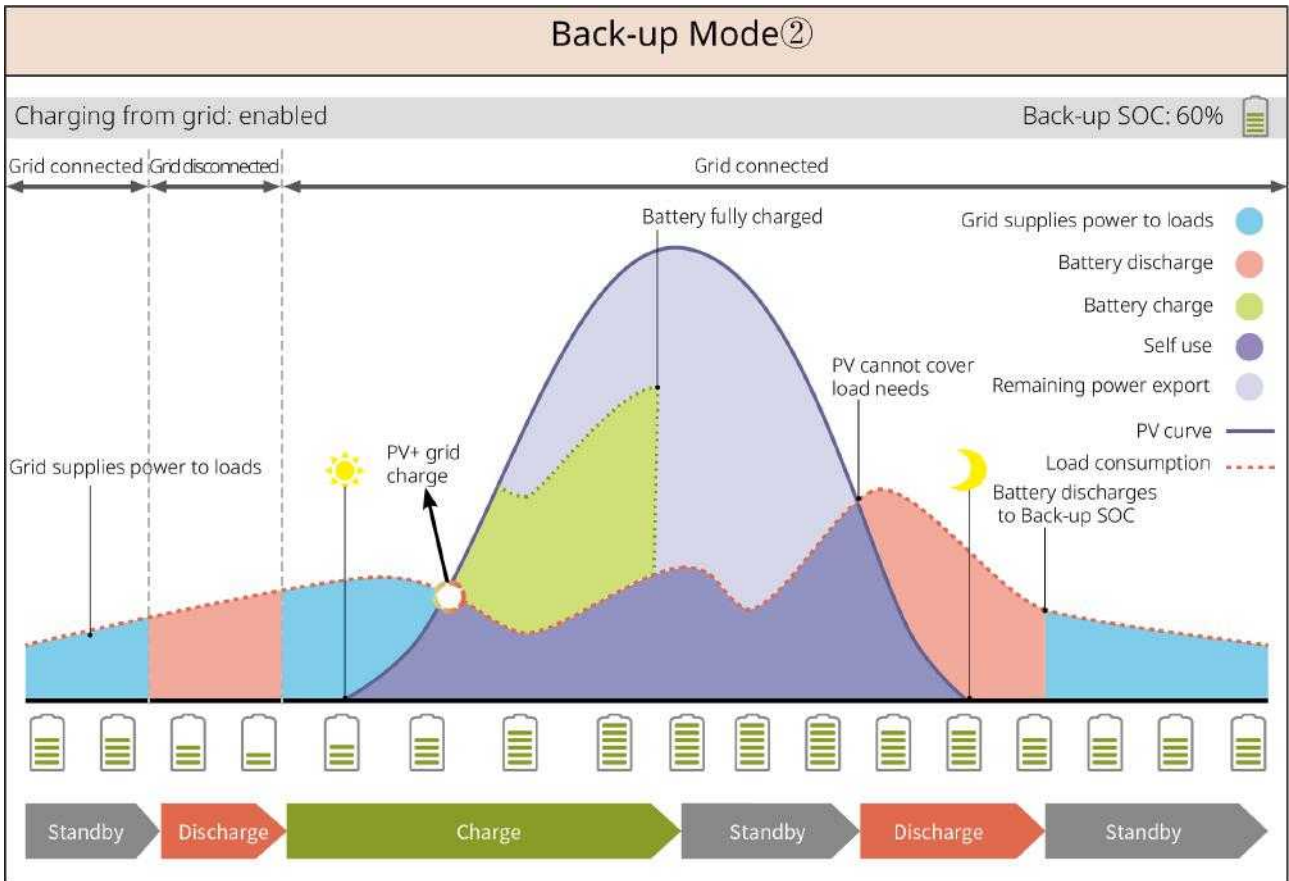 Back-up Mode②
Charging from grid: enabled
Back-up SOC: 60%
Grid connected
Grid disconnected
Grid connected
Battery fully charged
Grid supplies power to loads
Battery discharge
Battery charge
Self use
Remaining power export
PV curve
Load consumption
PV cannot cover
load needs
PV+ grid
charge
Grid supplies power to loads
Battery discharges
to Back-up SOC
Standby
Discharge
Charge
Standby
Discharge
Standby